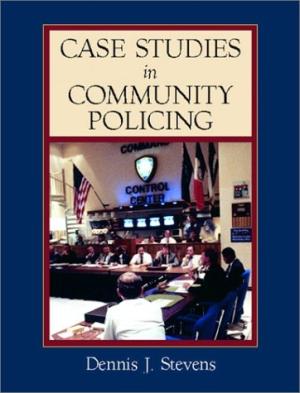 CASE STUDIES
in
COMMUNITY
POLICING
COMMAND
CONTROL
CENTER
Dennis J. Stevens